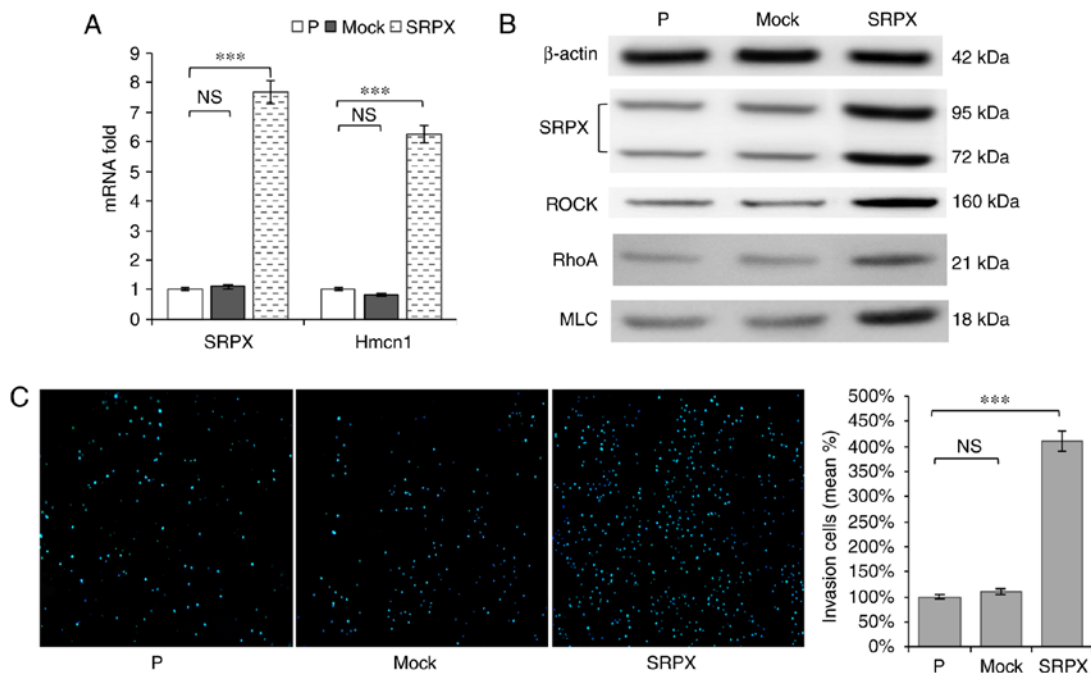 A
P Mock SRPX
mRNA fold
9
8
7
6
5
4
3
2
1
0
***
NS
***
NS
SRPX Hmcn1
B
P Mock SRPX
β-actin 42 kDa
SRPX 95 kDa
72 kDa
ROCK 160 kDa
RhoA 21 kDa
MLC 18 kDa
C
P Mock SRPX
Invasion cells (mean %)
500%
450%
400%
350%
300%
250%
200%
150%
100%
50%
0%
***
NS
P Mock SRPX